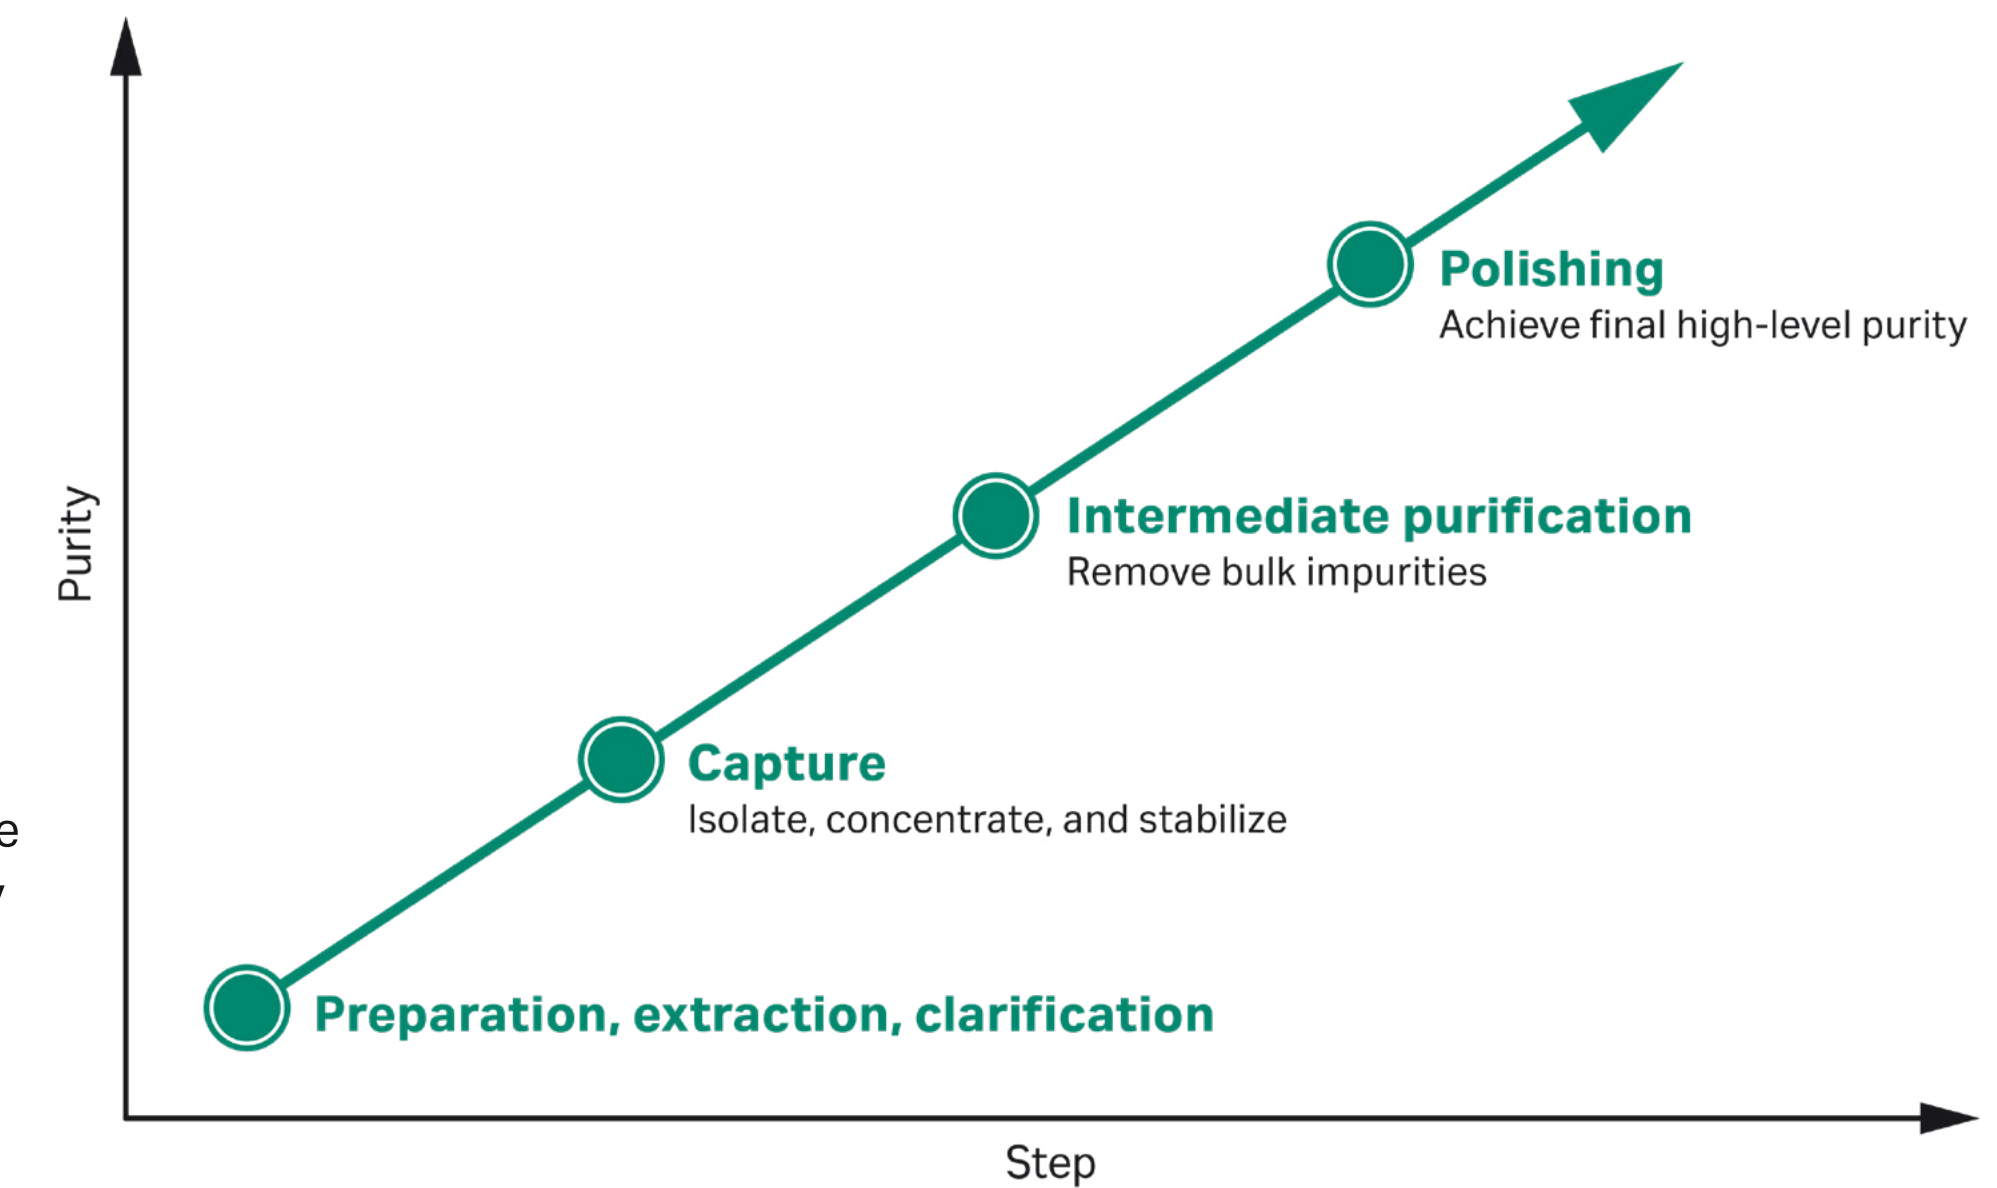 Polishing
Achieve final high-level purity
Intermediate purification
Remove bulk impurities
Purity
Capture
Isolate, concentrate, and stabilize
e
Preparation, extraction, clarification
Step